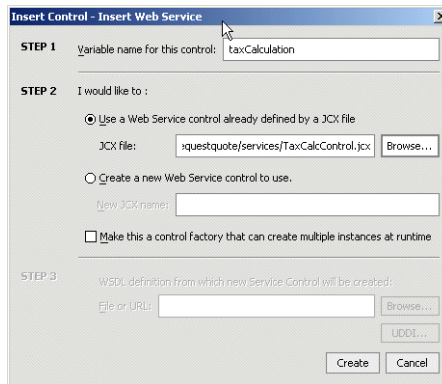 Insert Control - Insert Web Service
STEP 1 Variable name for this control: taxCalculation
STEP 2 I would like to :
Use a Web Service control already defined by a JCX file
JCX file: equestquote/services/TaxCalcControl.jcx Browse...
Create a new Web Service control to use.
New JCX name:
Make this a control factory that can create multiple instances at runtime
STEP 3 WSDL definition from which new Service Control will be created:
File or URL: Browse...
UDDI...
Create Cancel